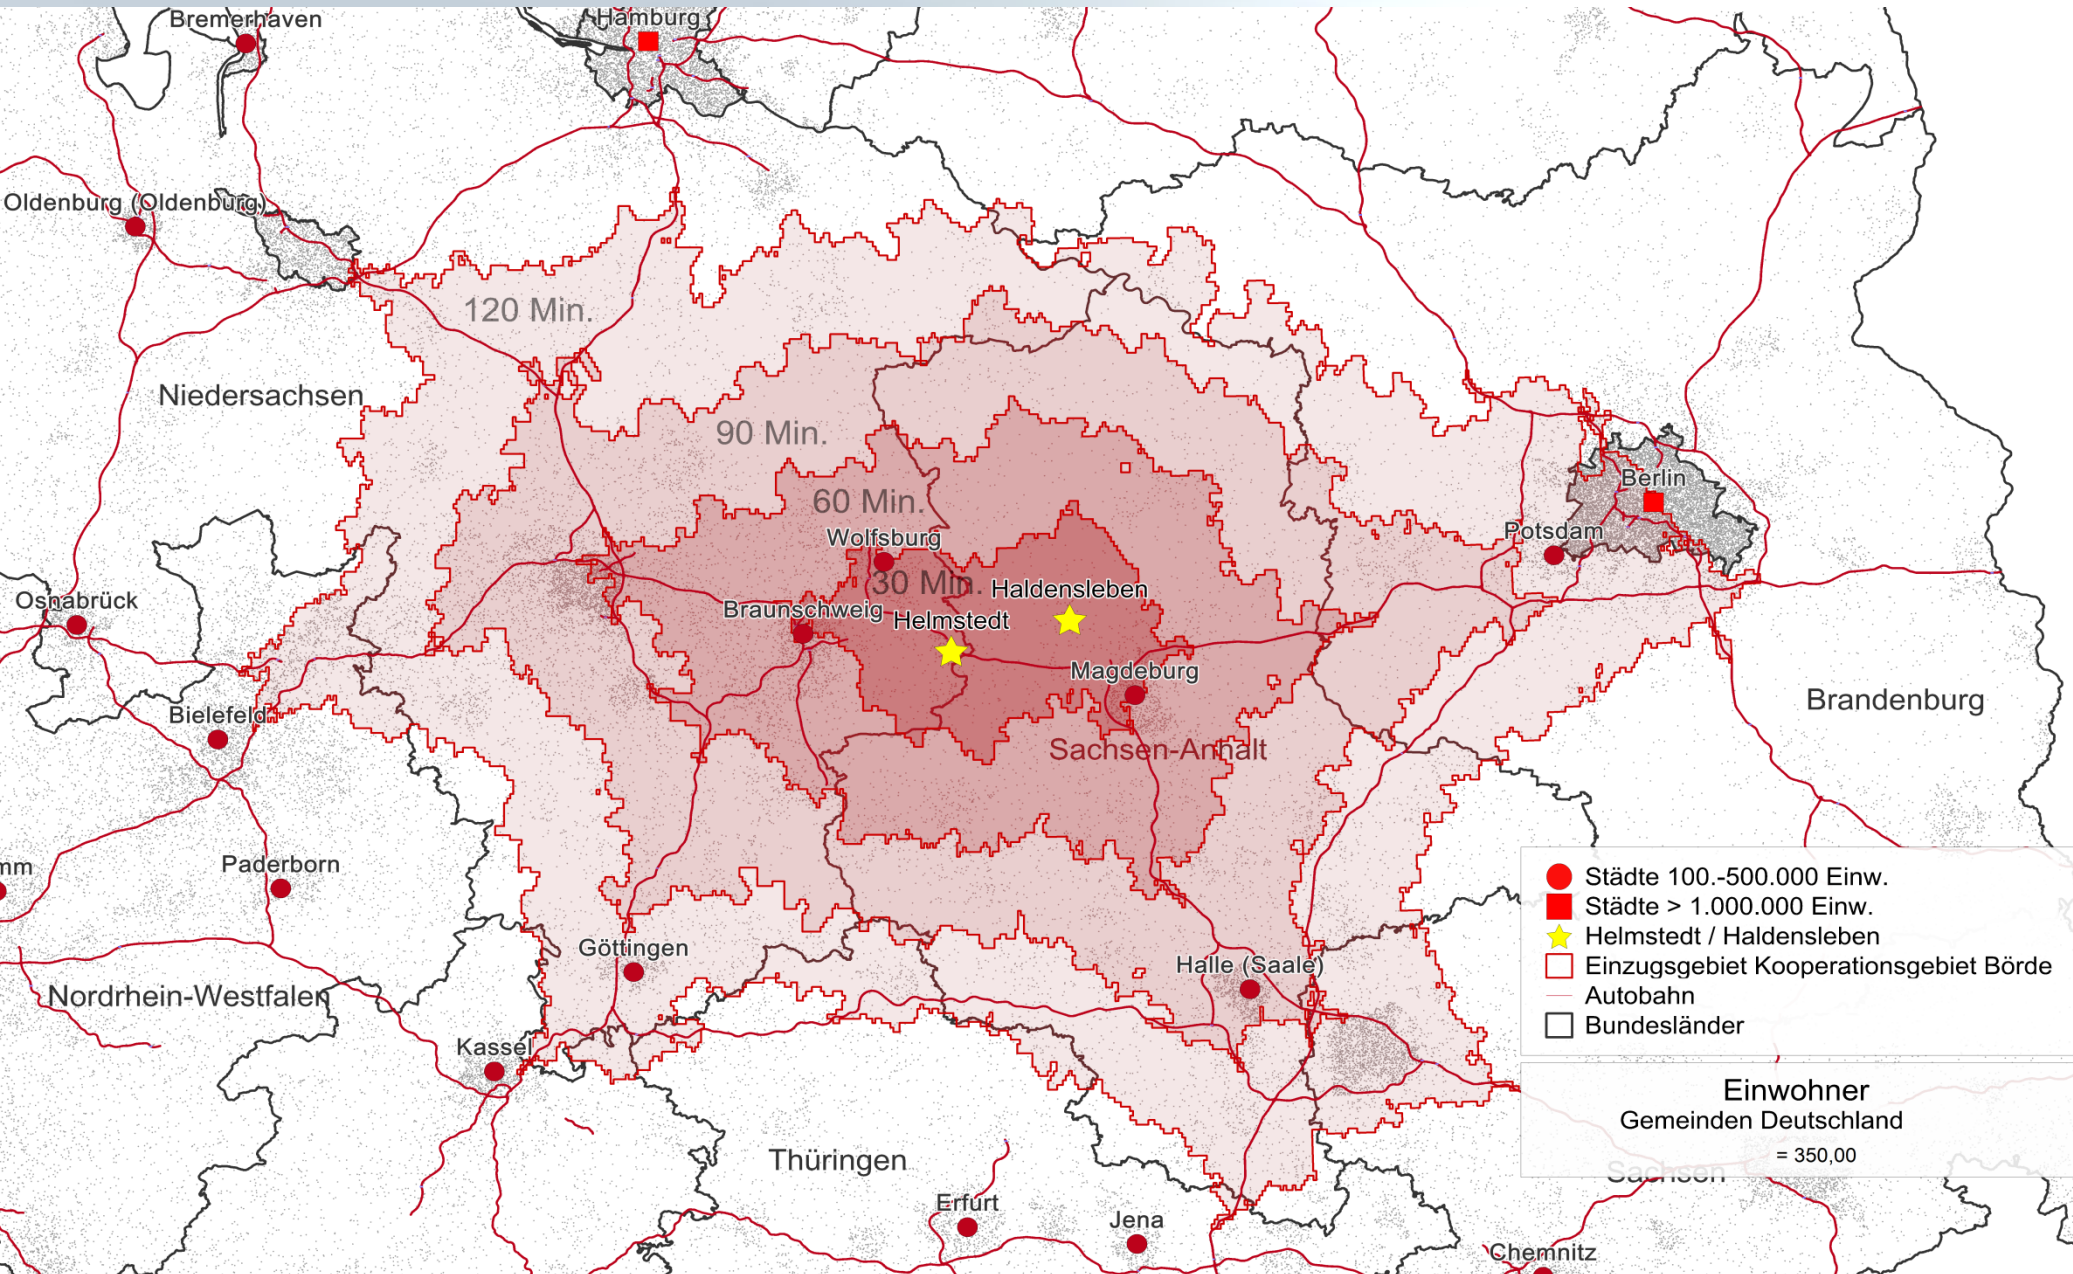 Bremerhaven
Hamburg
Oldenburg (Oldenburg)
120 Min.
Niedersachsen
90 Min.
Berlin
60 Min.
Potsdam
Wolfsburg
30 Min.
Haldensleben
Osnabrück
Braunschweig
Helmstedt
Magdeburg
Brandenburg
Bielefeld
Sachsen-Anhalt
mm
Paderborn
Städte 100.-500.000 Einw.
Städte > 1.000.000 Einw.
Helmstedt / Haldensleben
Einzugsgebiet Kooperationsgebiet Börde
Autobahn
Bundesländer
Göttingen
Halle (Saale)
Nordrhein-Westfalen
Kassel
Einwohner
Gemeinden Deutschland
= 350,00
Thüringen
Sachsen
Erfurt
Jena
Chemnitz